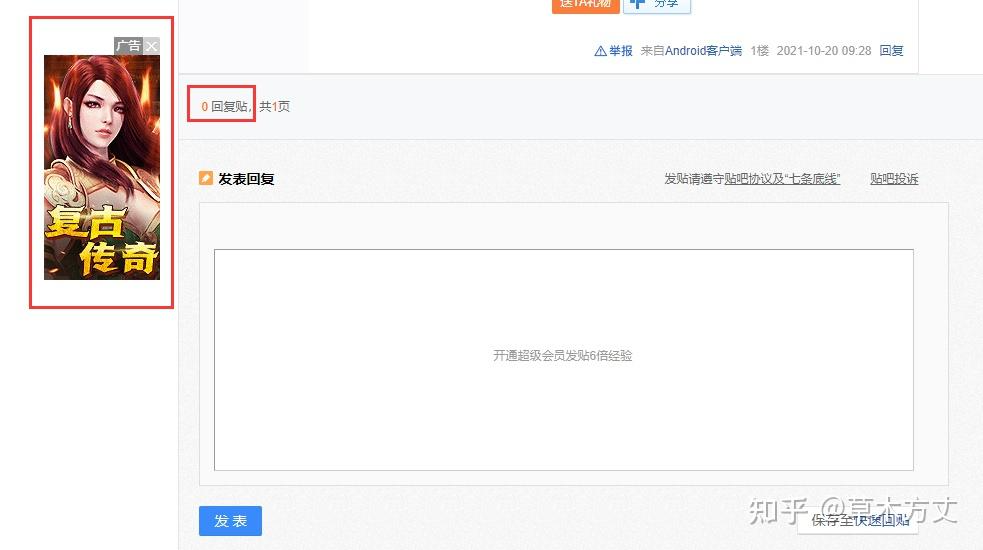 送TA礼物 分享
广告
举报 来自Android客户端 1楼 2021-10-20 09:28 回复
0 回复贴，共1页
发表回复 发贴请遵守贴吧协议及“七条底线” 贴吧投诉
复古
传奇
开通超级会员发贴6倍经验
发 表
保存至快速回贴
知乎 @草木方丈